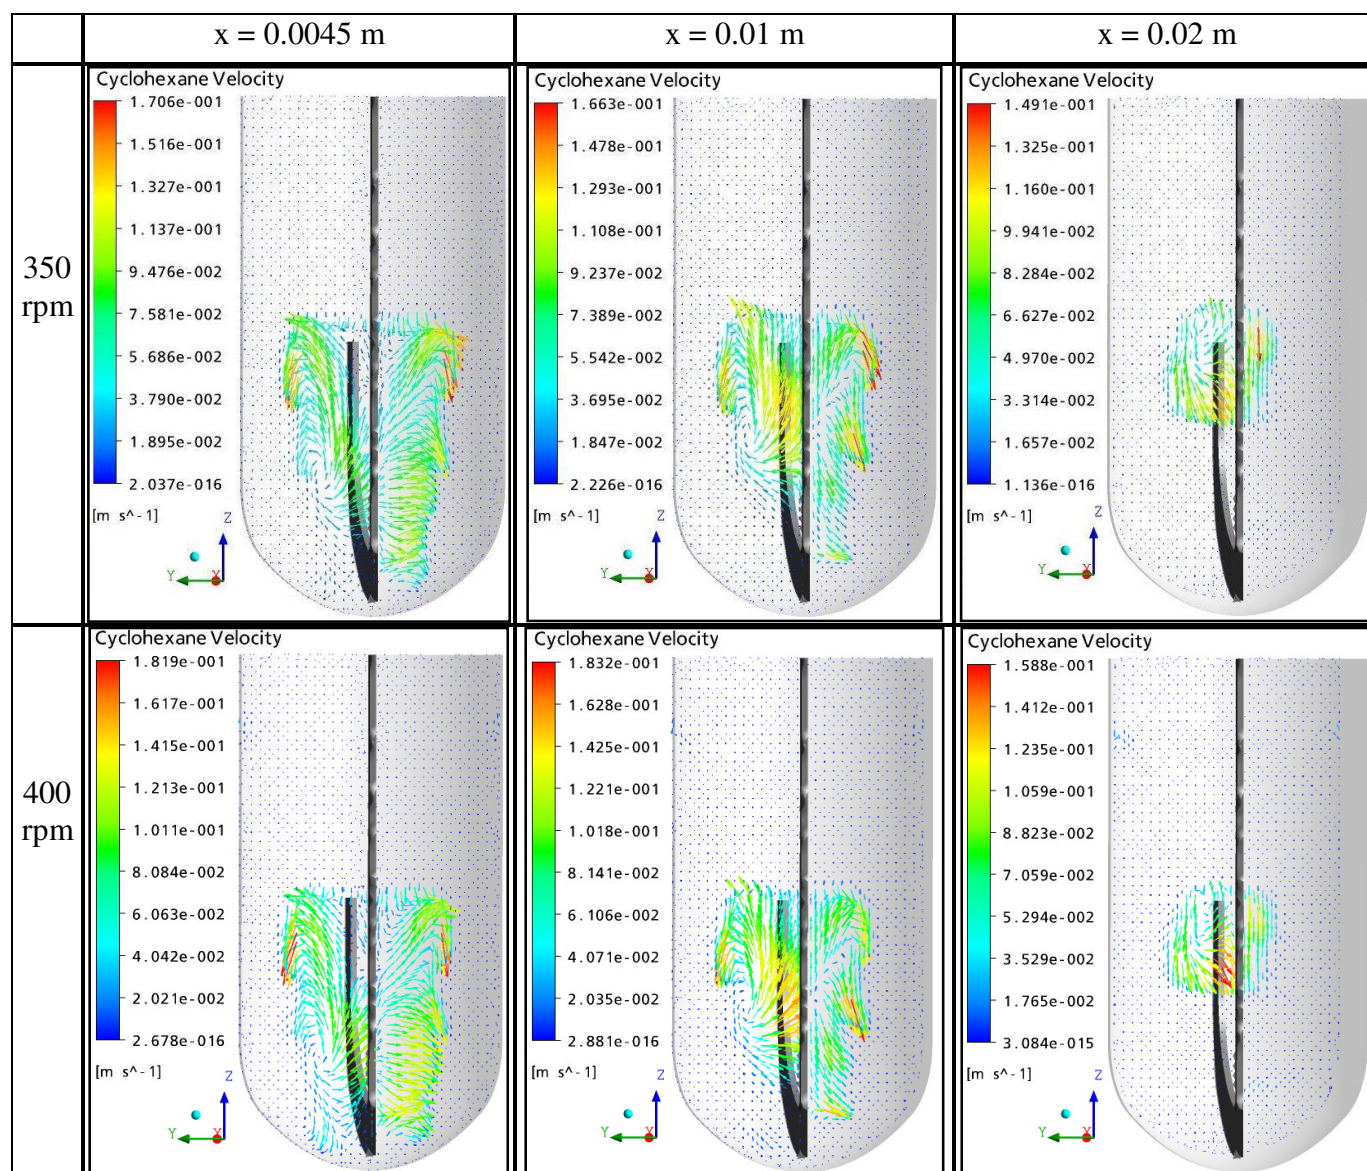 x = 0.0045 m
x = 0.01 m
x = 0.02 m
350
rpm
Cyclohexane Velocity
1.706e-001
1.516e-001
1.327e-001
1.137e-001
9.476e-002
7.581e-002
5.686e-002
3.790e-002
1.895e-002
2.037e-016
[m s^-1]
Z
Y
X
Cyclohexane Velocity
1.663e-001
1.478e-001
1.293e-001
1.108e-001
9.237e-002
7.389e-002
5.542e-002
3.695e-002
1.847e-002
2.226e-016
[m s^-1]
Z
Y
X
Cyclohexane Velocity
1.491e-001
1.325e-001
1.160e-001
9.941e-002
8.284e-002
6.627e-002
4.970e-002
3.314e-002
1.657e-002
1.136e-016
[m s^-1]
Z
Y
X
400
rpm
Cyclohexane Velocity
1.819e-001
1.617e-001
1.415e-001
1.213e-001
1.011e-001
8.084e-002
6.063e-002
4.042e-002
2.021e-002
2.678e-016
[m s^-1]
Z
Y
X
Cyclohexane Velocity
1.832e-001
1.628e-001
1.425e-001
1.221e-001
1.018e-001
8.141e-002
6.106e-002
4.071e-002
2.035e-002
2.881e-016
[m s^-1]
Z
Y
X
Cyclohexane Velocity
1.588e-001
1.412e-001
1.235e-001
1.059e-001
8.823e-002
7.059e-002
5.294e-002
3.529e-002
1.765e-002
3.084e-015
[m s^-1]
Z
Y
X